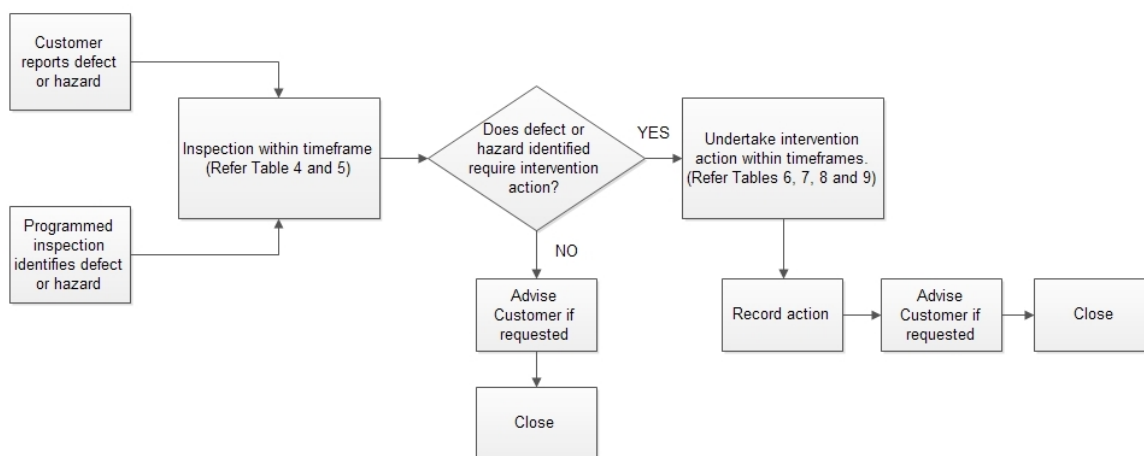 Customer
reports defect
or hazard
Inspection within timeframe
(Refer Table 4 and 5)
Programmed
inspection
identifies defect
or hazard
Does defect or
hazard identified
require intervention
action?
YES
NO
Undertake intervention
action within timeframes.
(Refer Tables 6, 7, 8 and 9)
Advise
Customer if
requested
Close
Record action
Advise
Customer if
requested
Close